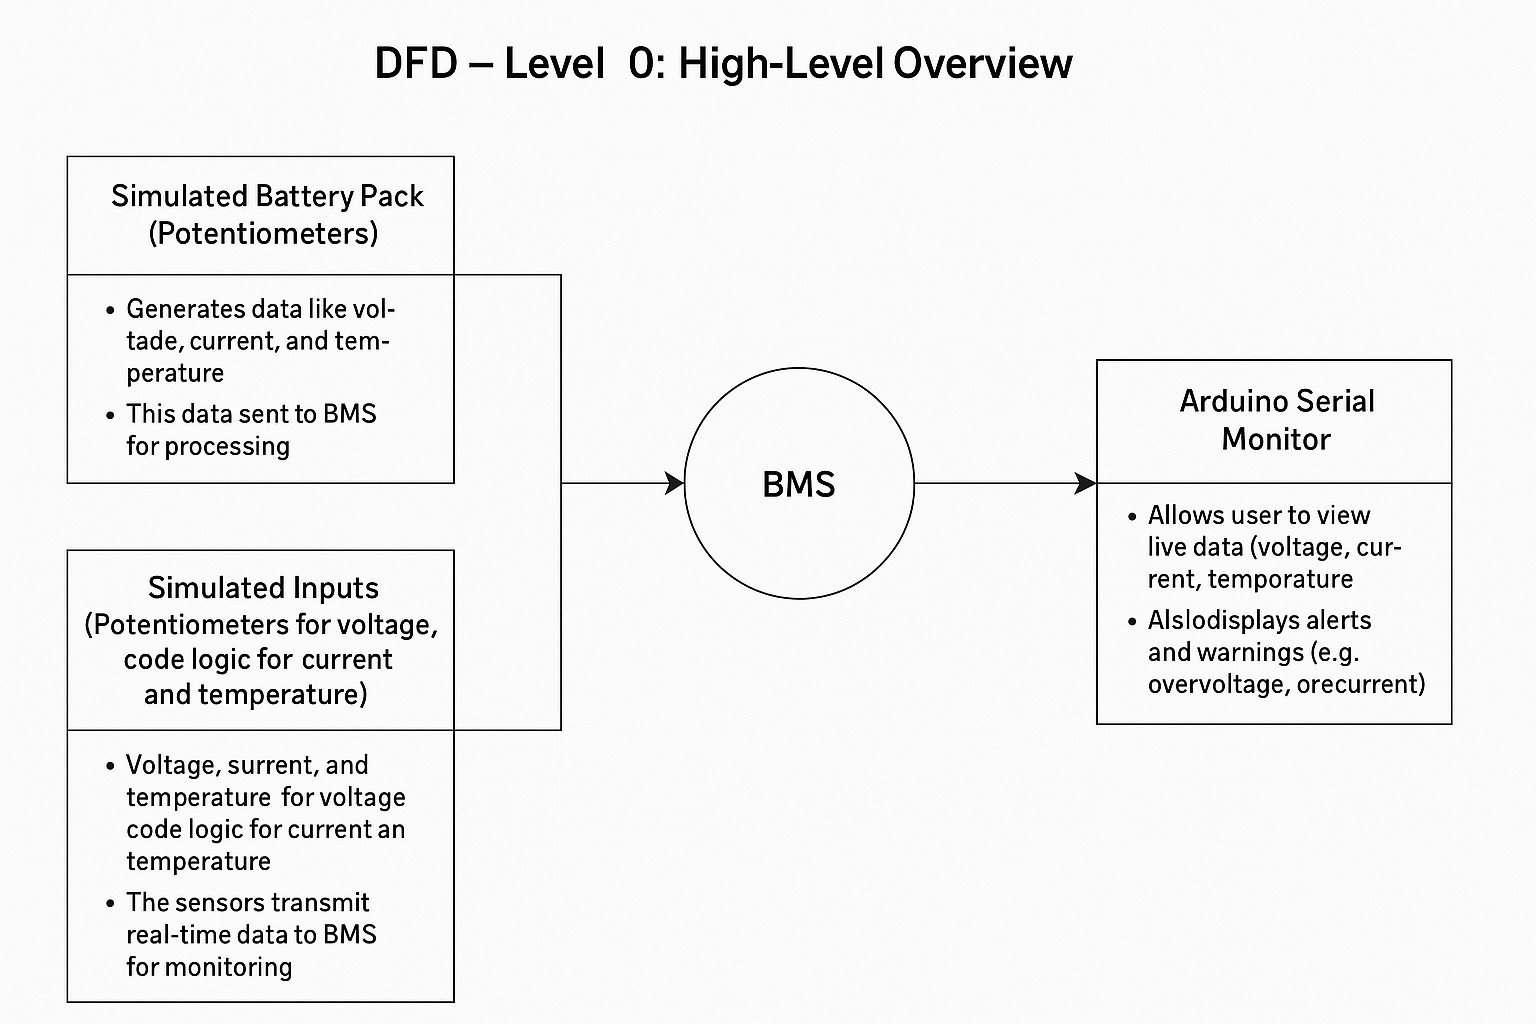 DFD – Level 0: High-Level Overview
Simulated Battery Pack
(Potentiometers)
• Generates data like vol-
tade, current, and tem-
perature
• This data sent to BMS
for processing
Simulated Inputs
(Potentiometers for voltage,
code logic for current
and temperature)
• Voltage, surrent, and
temperature for voltage
code logic for current an
temperature
• The sensors transmit
real-time data to BMS
for monitoring
BMS
Arduino Serial
Monitor
• Allows user to view
live data (voltage, cur-
rent, temporature
• Alslodisplays alerts
and warnings (e.g.
overvoltage, orecurrent)